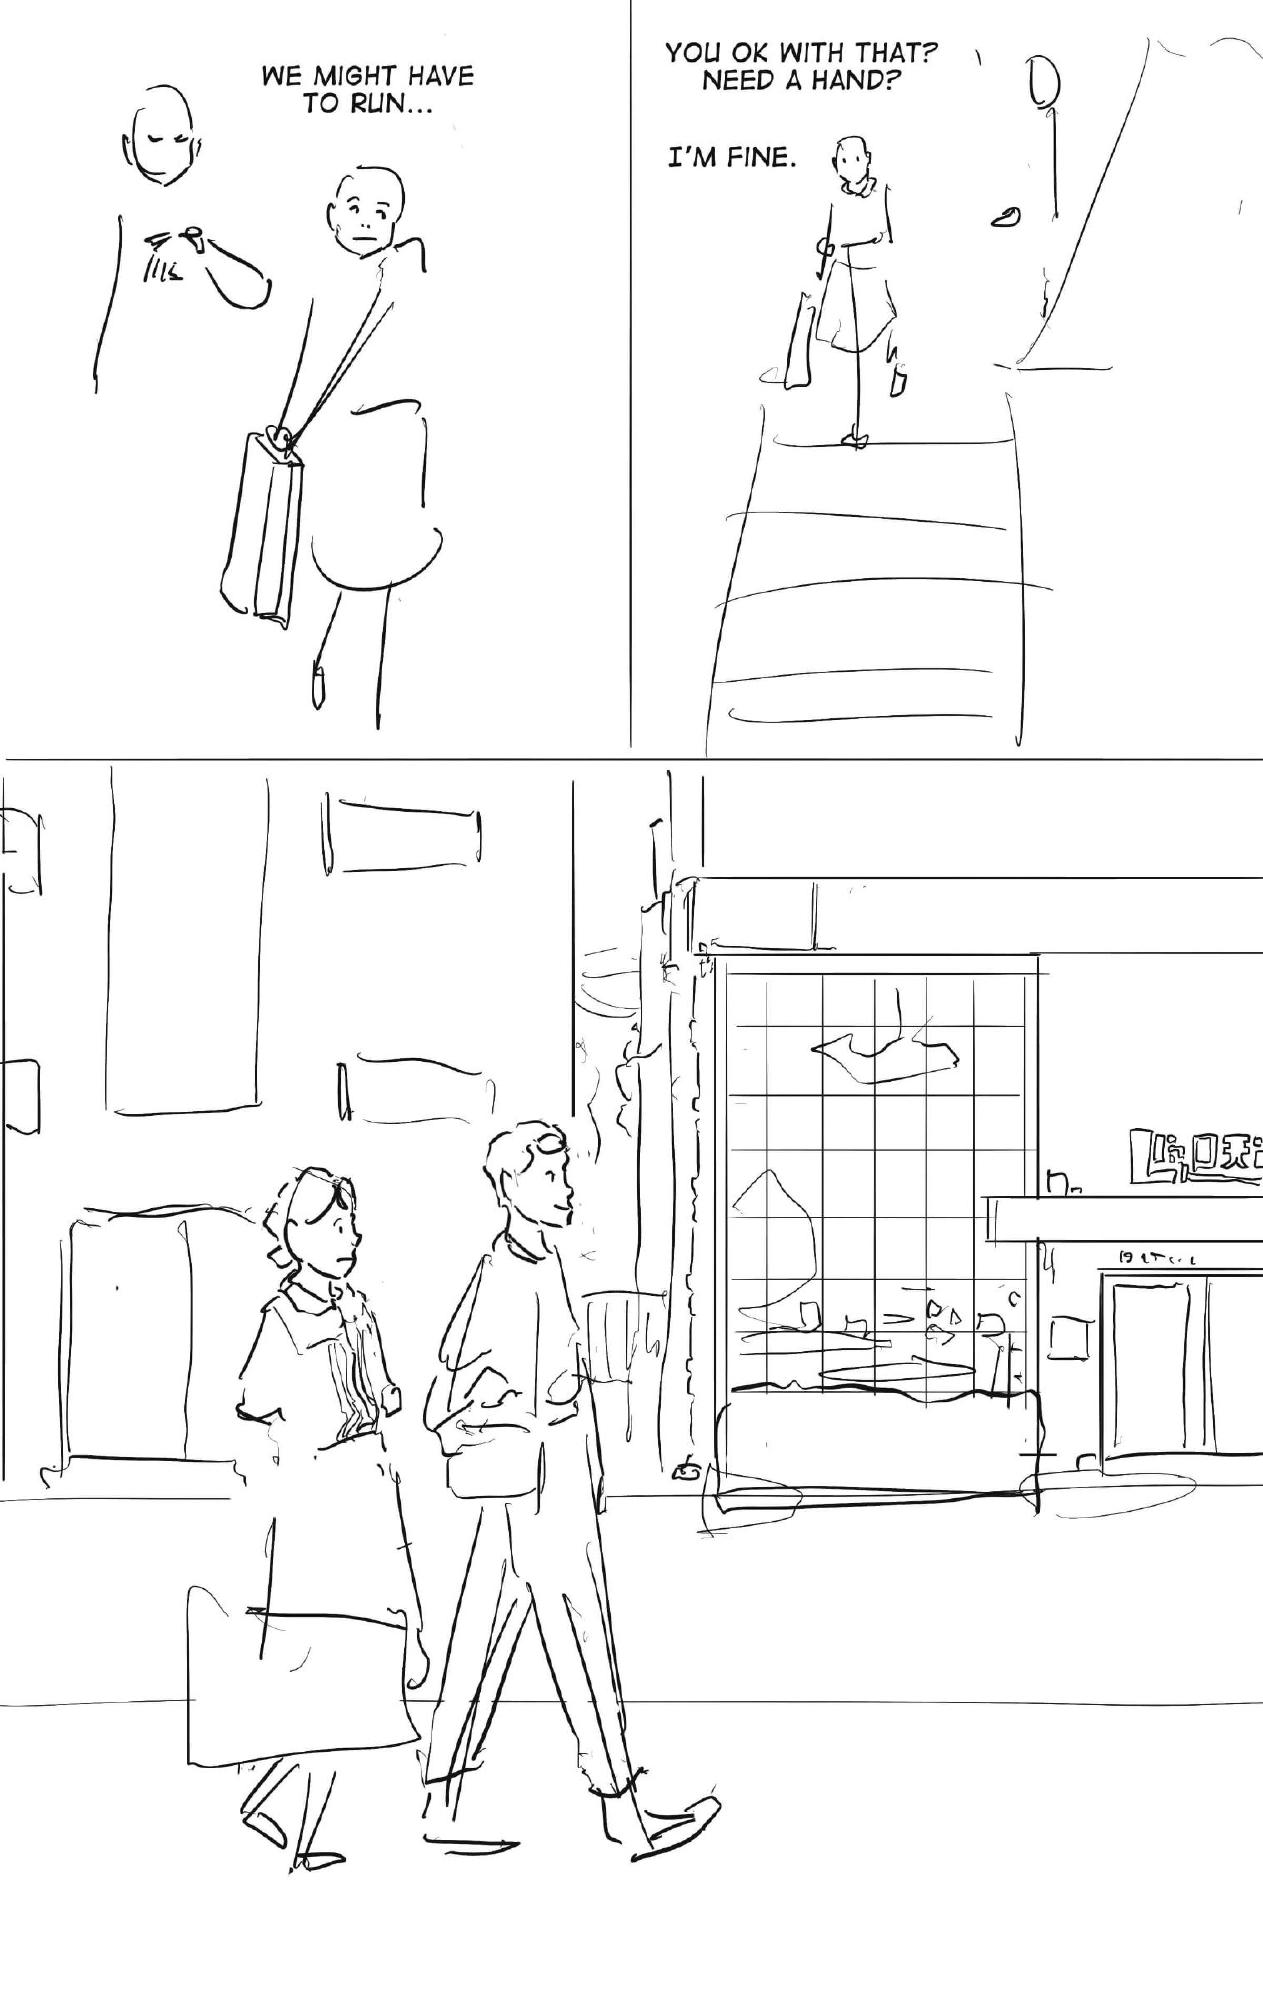 WE MIGHT HAVE
TO RUN...
YOU OK WITH THAT?
NEED A HAND?
I'M FINE.